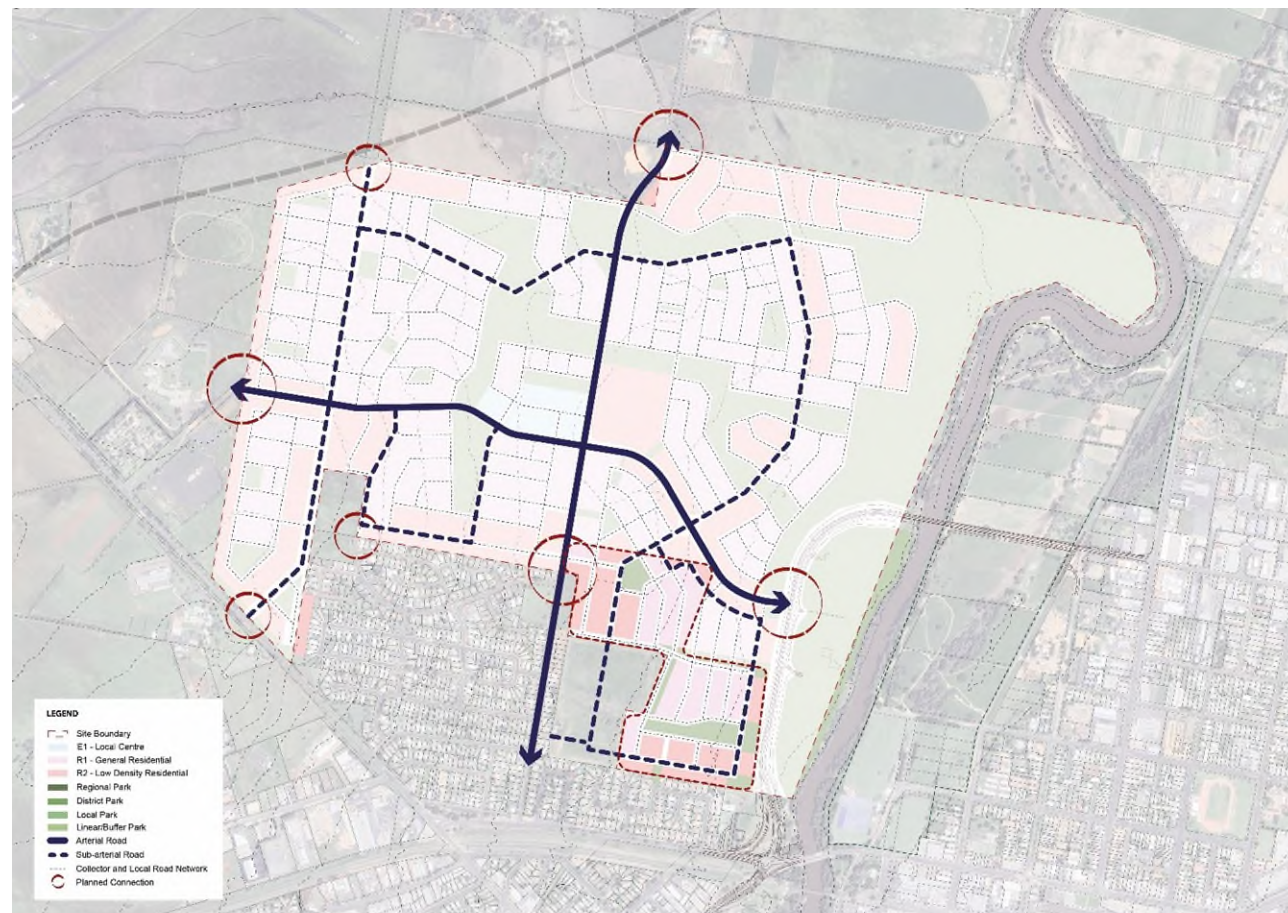 LEGEND
Site Boundary
E1 - Local Centre
R1 - General Residential
R2 - Low Density Residential
Regional Park
District Park
Local Park
Linear/Buffer Park
Arterial Road
Sub-arterial Road
Collector and Local Road Network
Planned Connection